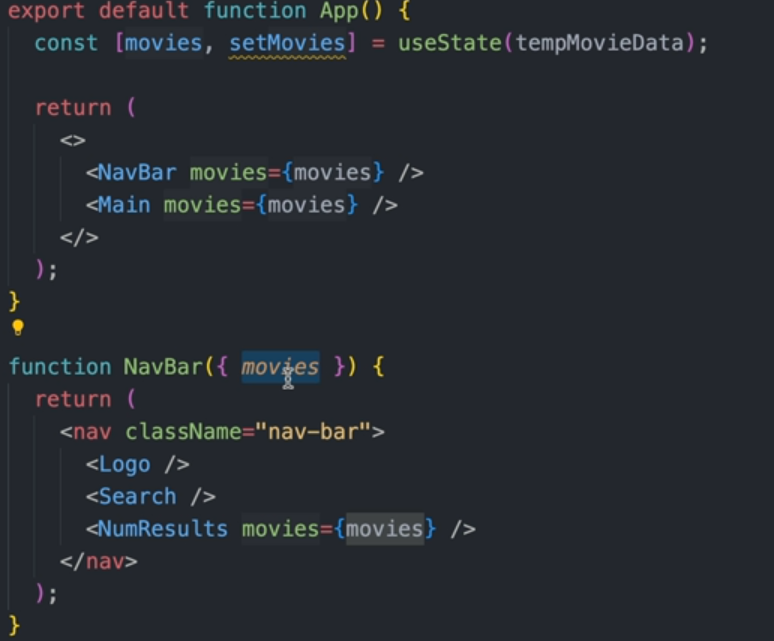 export default function App() {
const [movies, setMovies] = useState(tempMovieData);
return (
<>
<NavBar movies={movies} />
<Main movies={movies} />
</>
);
}
function NavBar({ movies }) {
return (
<nav className="nav-bar">
<Logo />
<Search />
<NumResults movies={movies} />
</nav>
);
}